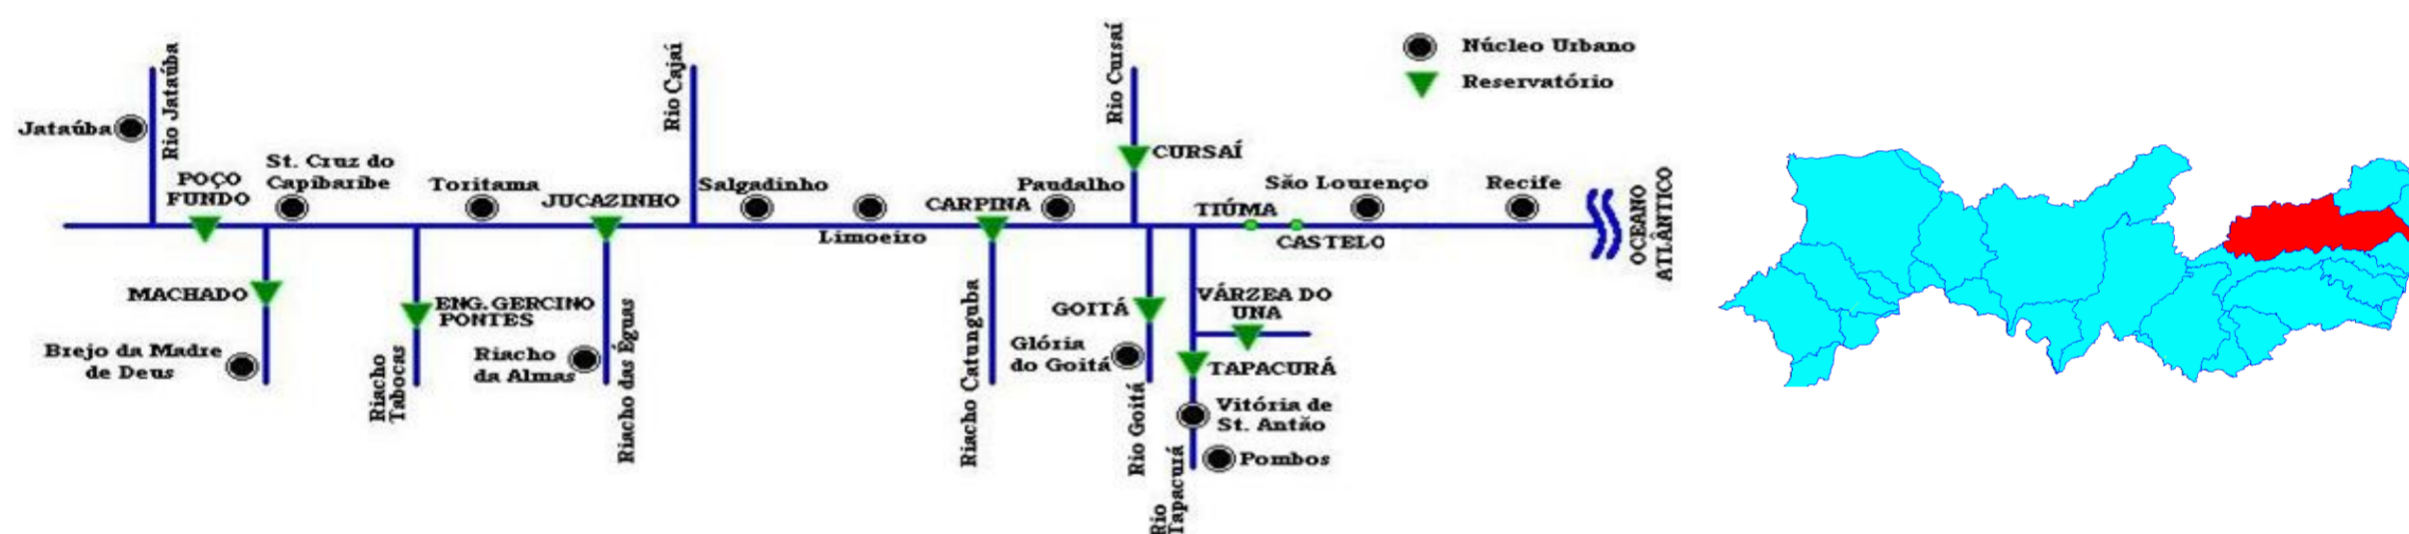 Núcleo Urbano
Reservatório
Jataúba
Rio Jataúba
POÇO
FUNDO
St. Cruz do
Capibaribe
Toritama
JUCAZINHO
Rio Cajaí
Salgadinho
Limoeiro
CARPINA
Paudalho
Rio Cursaí
CURSAÍ
TIÚMA
CASTELO
São Lourenço
Recife
OCEANO
ATLÂNTICO
MACHADO
Brejo da Madre
de Deus
ENG. GERCINO
PONTES
Riacho
Tabocas
Riacho
da Almas
Riacho das Éguas
Riacho Catunguba
GOITÁ
Glória
do Goitá
Rio Goitá
VÁRZEA DO
UNA
TAPACURÁ
Vitória de
St. Antão
Pombos
Rio
Tapacurá